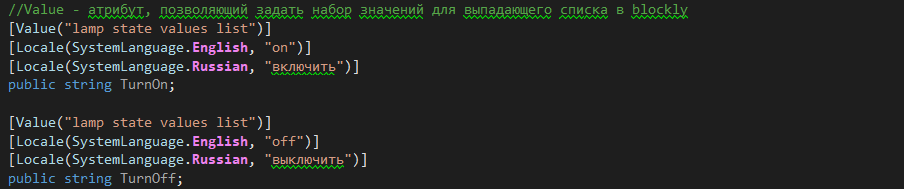 //Value - атрибут, позволяющий задать набор значений для выпадающего списка в blockly
[Value("lamp state values list")]
[Locale(SystemLanguage.English, "on")]
[Locale(SystemLanguage.Russian, "включить")]
public string TurnOn;
[Value("lamp state values list")]
[Locale(SystemLanguage.English, "off")]
[Locale(SystemLanguage.Russian, "выключить")]
public string TurnOff;